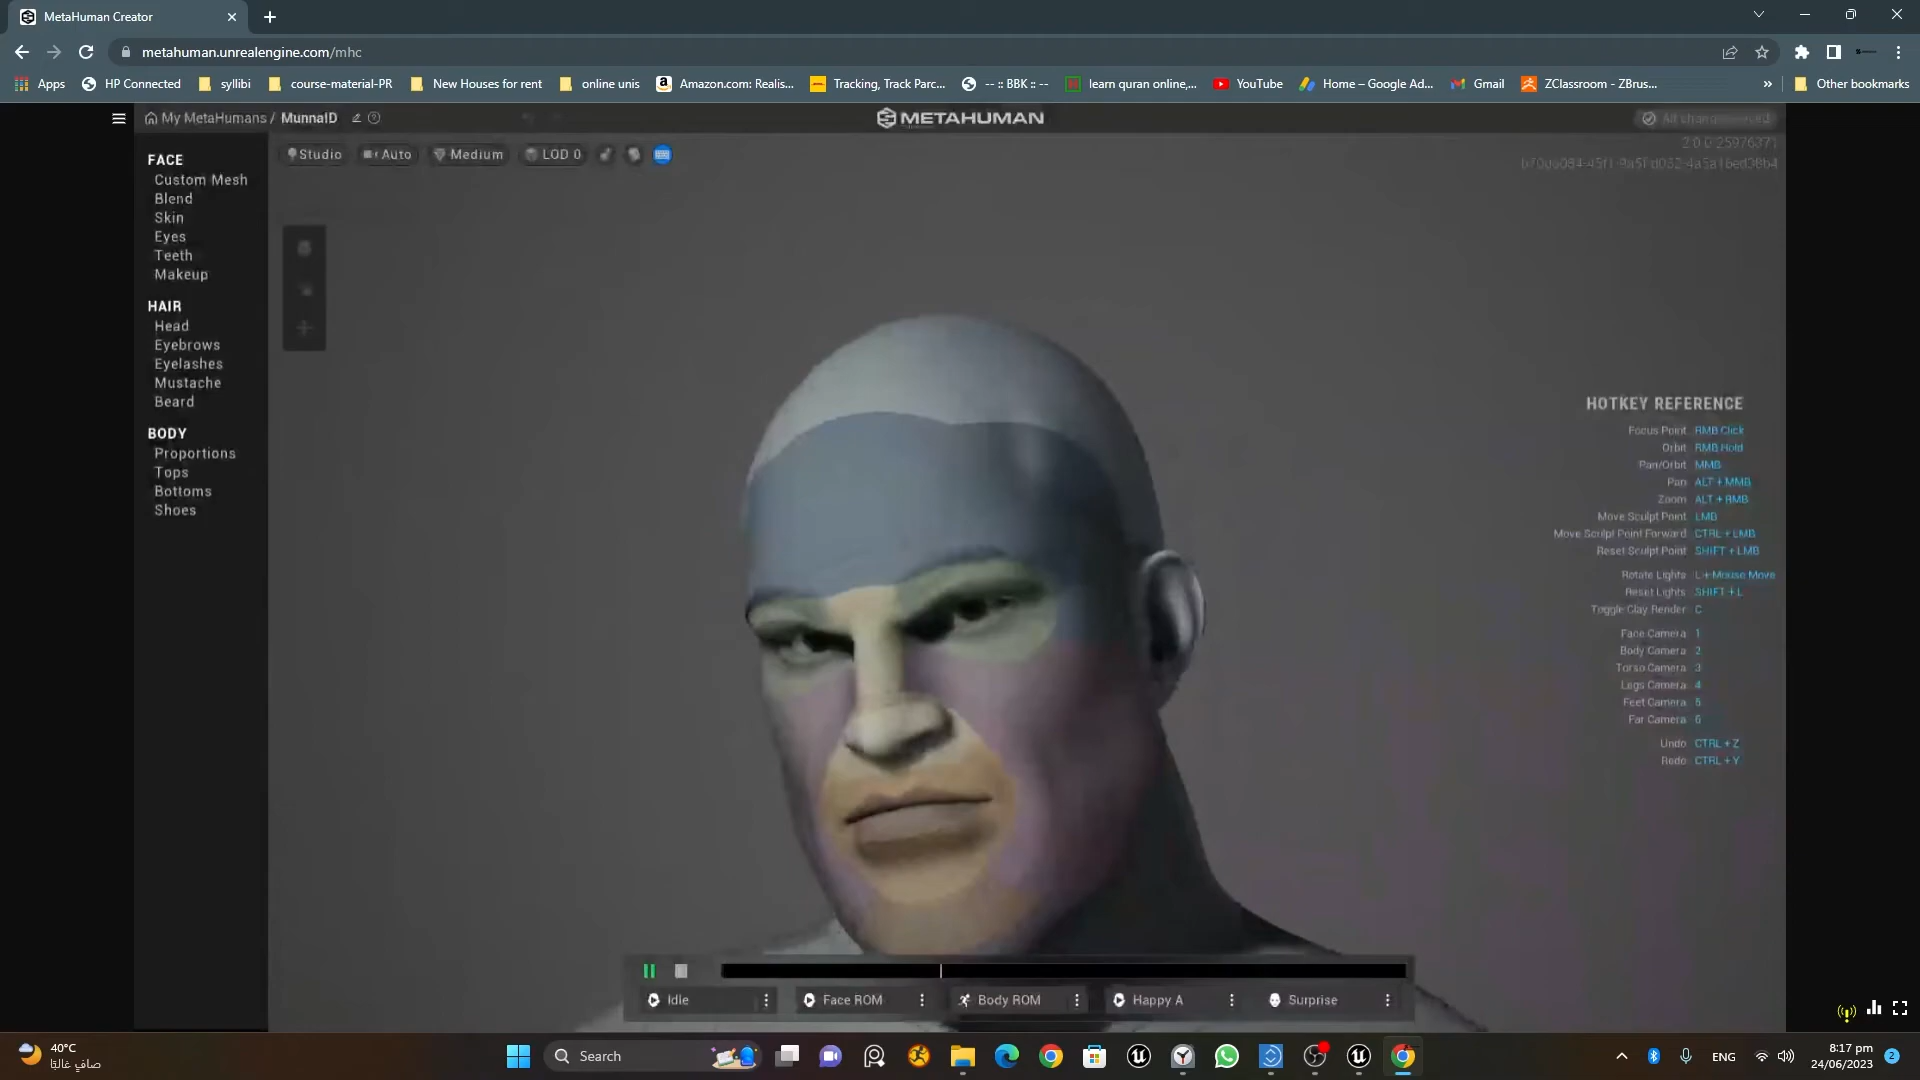 MetaHuman Creator
metahuman.unrealengine.com/mhc
Apps HP Connected syllibi course-material-PR New Houses for rent online unis Amazon.com: Realis... Tracking, Track Parc... -- :: BBK :: -- learn quran online,... YouTube Home – Google Ad... Gmail ZClassroom - ZBrus... » Other bookmarks
My MetaHumans / MunnaID METAHUMAN
Studio Auto Medium LOD 0
FACE
Custom Mesh
Blend
Skin
Eyes
Teeth
Makeup
HAIR
Head
Eyebrows
Eyelashes
Mustache
Beard
BODY
Proportions
Tops
Bottoms
Shoes
HOTKEY REFERENCE
Focus Point RMB Click
Orbit RMB Hold
Pan/Orbit MMB
Pan ALT + MMB
Zoom ALT + RMB
Move Sculpt Point LMB
Move Sculpt Point Forward CTRL + LMB
Reset Sculpt Point SHIFT + LMB
Rotate Lights L + Mouse Move
Reset Lights SHIFT + L
Toggle Clay Render C
Face Camera 1
Body Camera 2
Torso Camera 3
Legs Camera 4
Feet Camera 5
Far Camera 6
Undo CTRL + Z
Redo CTRL + Y
Idle Face ROM Body ROM Happy A Surprise
40°C
صافٍ غالبًا
Search
ENG
8:17 pm
24/06/2023
2